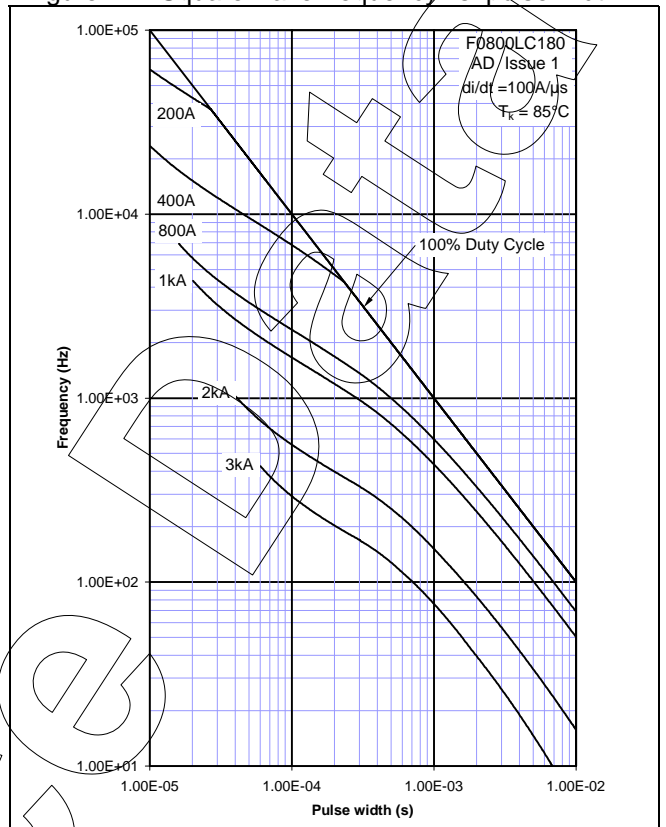 F0800LC180
AD Issue 1
di/dt =100A/µs
Tk = 85°C
200A
400A
800A
1kA
2kA
3kA
100% Duty Cycle
1.00E+05
1.00E+04
1.00E+03
1.00E+02
1.00E+01
Frequency (Hz)
1.00E-05 1.00E-04 1.00E-03 1.00E-02
Pulse width (s)